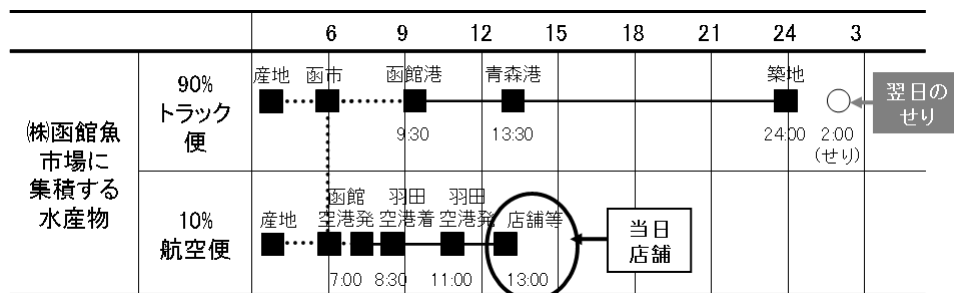 6 9 12 15 18 21 24 3
㈱函館魚
市場に
集積する
水産物
90%
トラック
便
産地 函市 函館港 青森港 築地
9:30 13:30 24:00 2:00
(せり)
翌日の
せり
10%
航空便
産地 函館
空港発 羽田
空港着 羽田
空港発 店舗等
7:00 8:30 11:00 13:00
当日
店舗